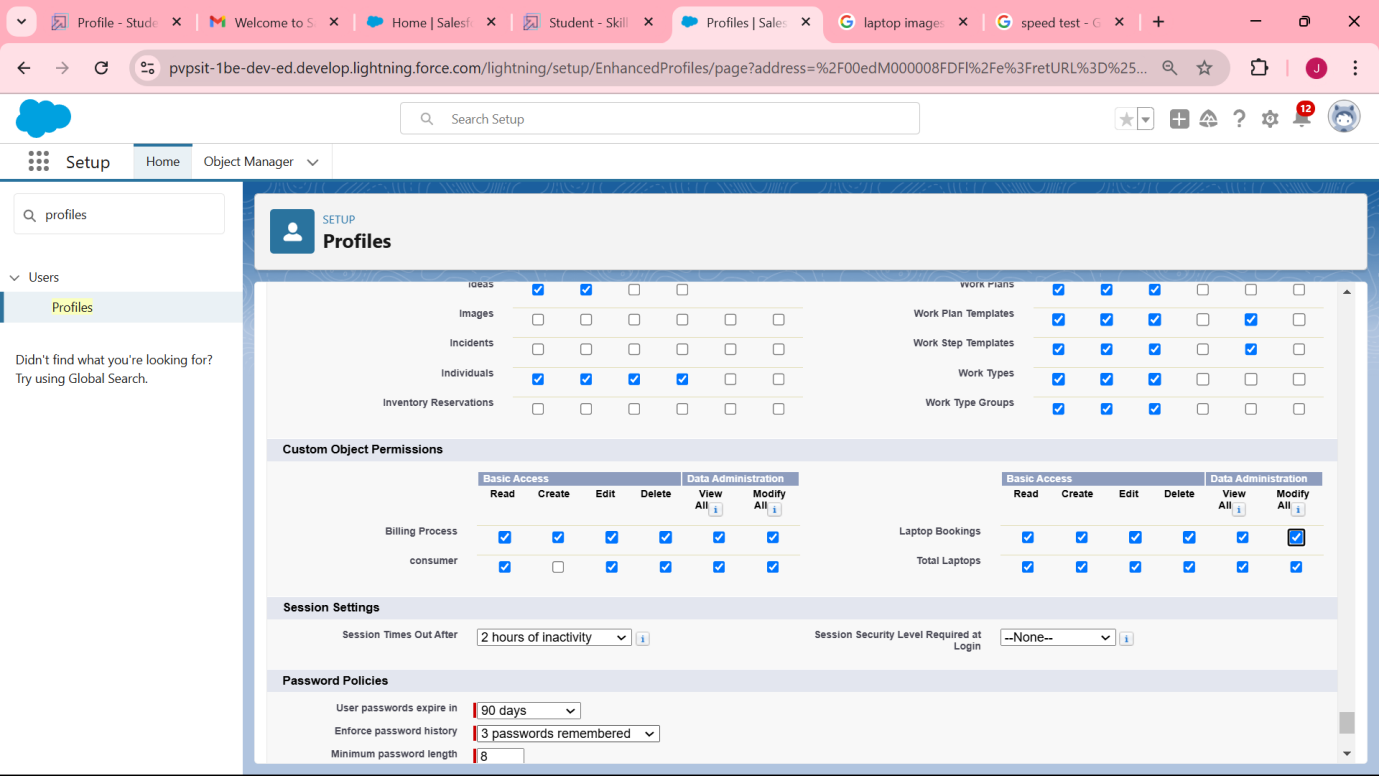 Profile - Stude
Welcome to S
Home | Salesf
Student - Skill
Profiles | Sales
laptop images
speed test - G
pvpsit-1be-dev-ed.develop.lightning.force.com/lightning/setup/EnhancedProfiles/page?address=%2F00edM000008FDFl%2Fe%3FretURL%3D%25...
J
Search Setup
12
Setup
Home
Object Manager
profiles
Users
Profiles
Didn't find what you're looking for?
Try using Global Search.
SETUP
Profiles
Ideas
Images
Incidents
Individuals
Inventory Reservations
Work Plans
Work Plan Templates
Work Step Templates
Work Types
Work Type Groups
Custom Object Permissions
Basic Access Data Administration
Read Create Edit Delete View All Modify All
Billing Process
consumer
Basic Access Data Administration
Read Create Edit Delete View All Modify All
Laptop Bookings
Total Laptops
Session Settings
Session Times Out After 2 hours of inactivity
Session Security Level Required at Login --None--
Password Policies
User passwords expire in 90 days
Enforce password history 3 passwords remembered
Minimum password length 8